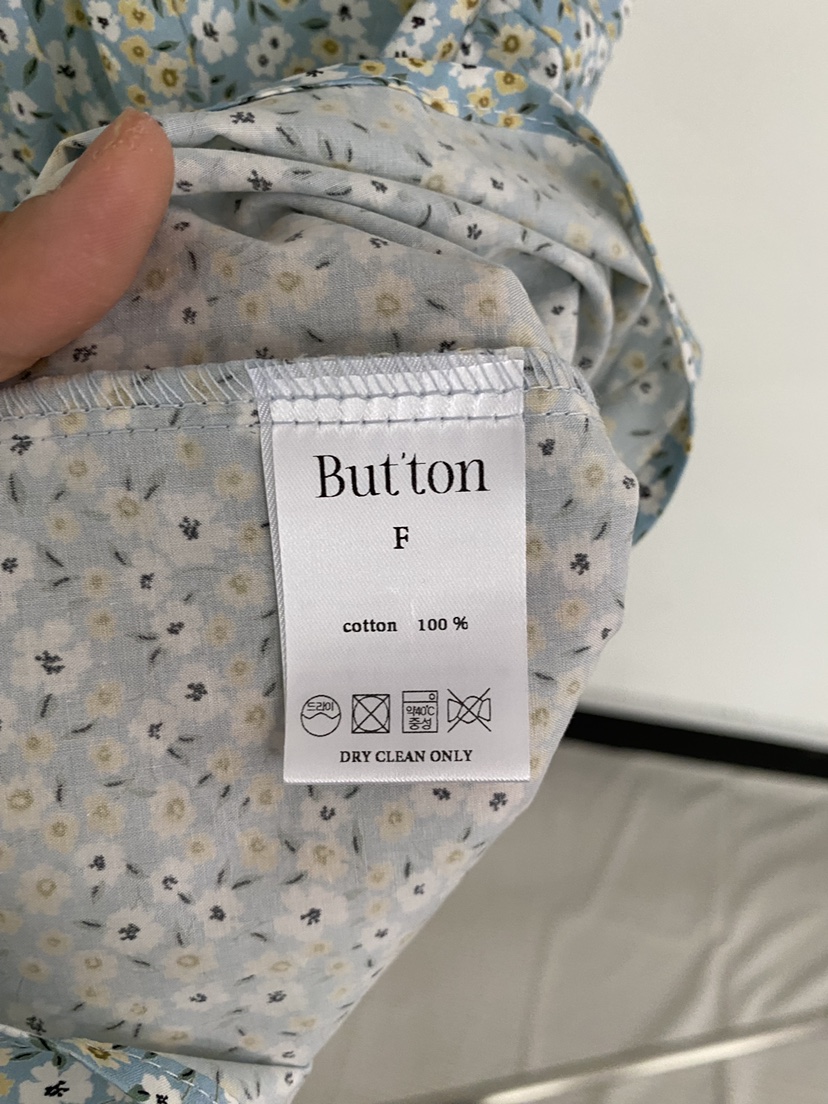 But'ton
F
cotton 100 %
드라이
약40℃
중성
DRY CLEAN ONLY